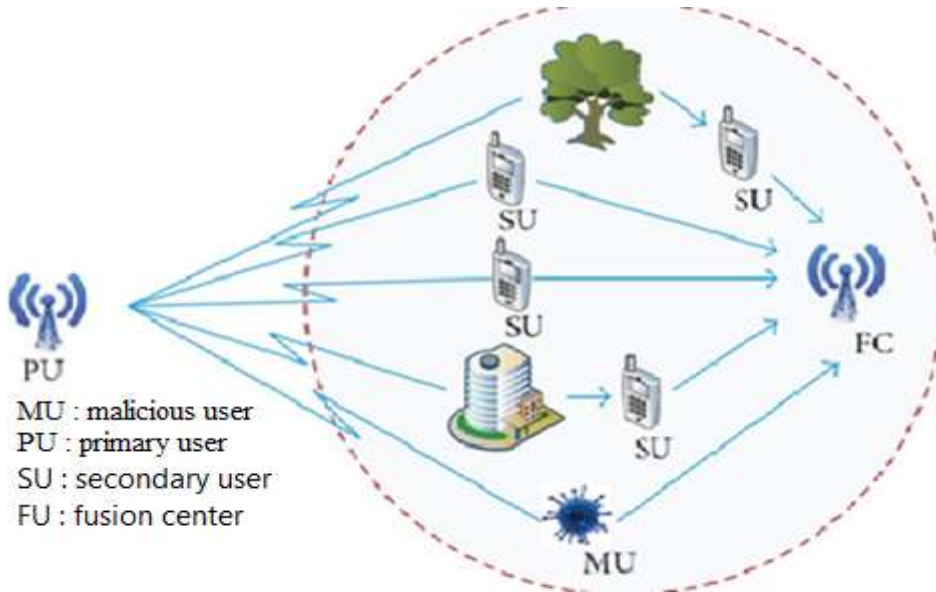 SU
SU
SU
FC
PU
SU
MU : malicious user
PU : primary user
SU : secondary user
FU : fusion center
MU